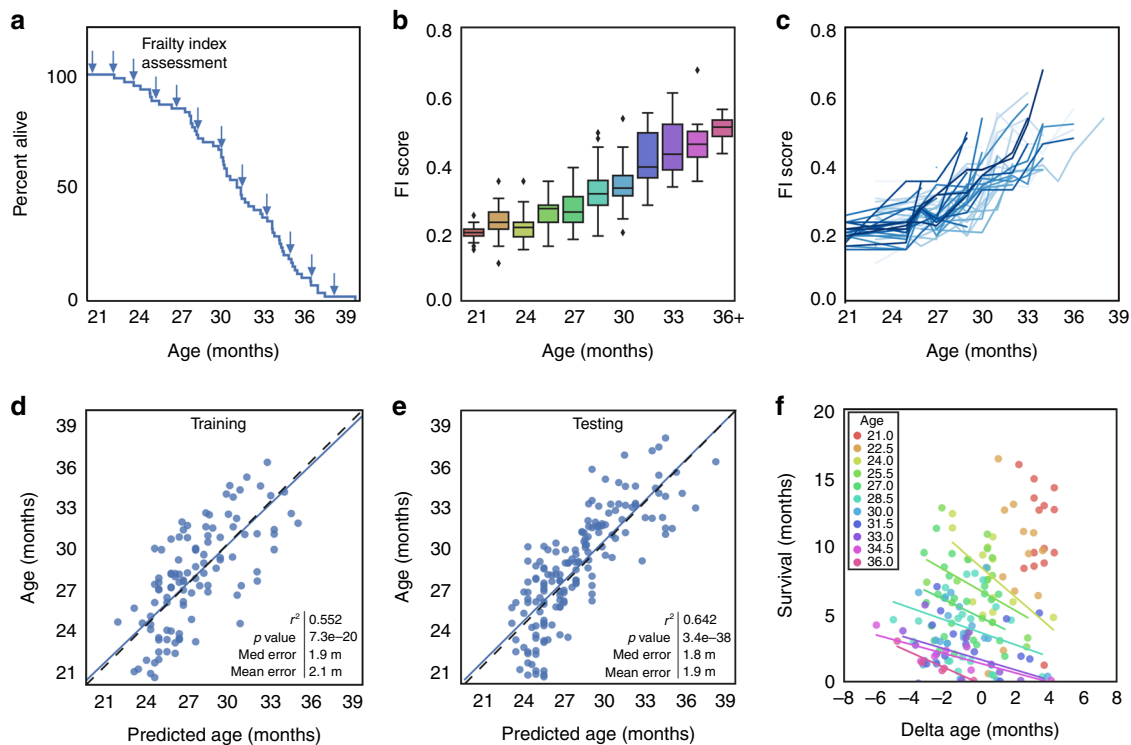 a
Frailty index
assessment
100
50
0
Percent alive
21 24 27 30 33 36 39
Age (months)
b
0.8
0.6
0.4
0.2
0.0
FI score
21 24 27 30 33 36+
Age (months)
c
0.8
0.6
0.4
0.2
0.0
FI score
21 24 27 30 33 36 39
Age (months)
d
Training
39
36
33
30
27
24
21
Age (months)
r² 0.552
p value 7.3e–20
Med error 1.9 m
Mean error 2.1 m
21 24 27 30 33 36 39
Predicted age (months)
e
Testing
39
36
33
30
27
24
21
Age (months)
r² 0.642
p value 3.4e–38
Med error 1.8 m
Mean error 1.9 m
21 24 27 30 33 36 39
Predicted age (months)
f
20
15
10
5
0
Survival (months)
Age
21.0
22.5
24.0
25.5
27.0
28.5
30.0
31.5
33.0
34.5
36.0
–8 –6 –4 –2 0 2 4 6 8
Delta age (months)